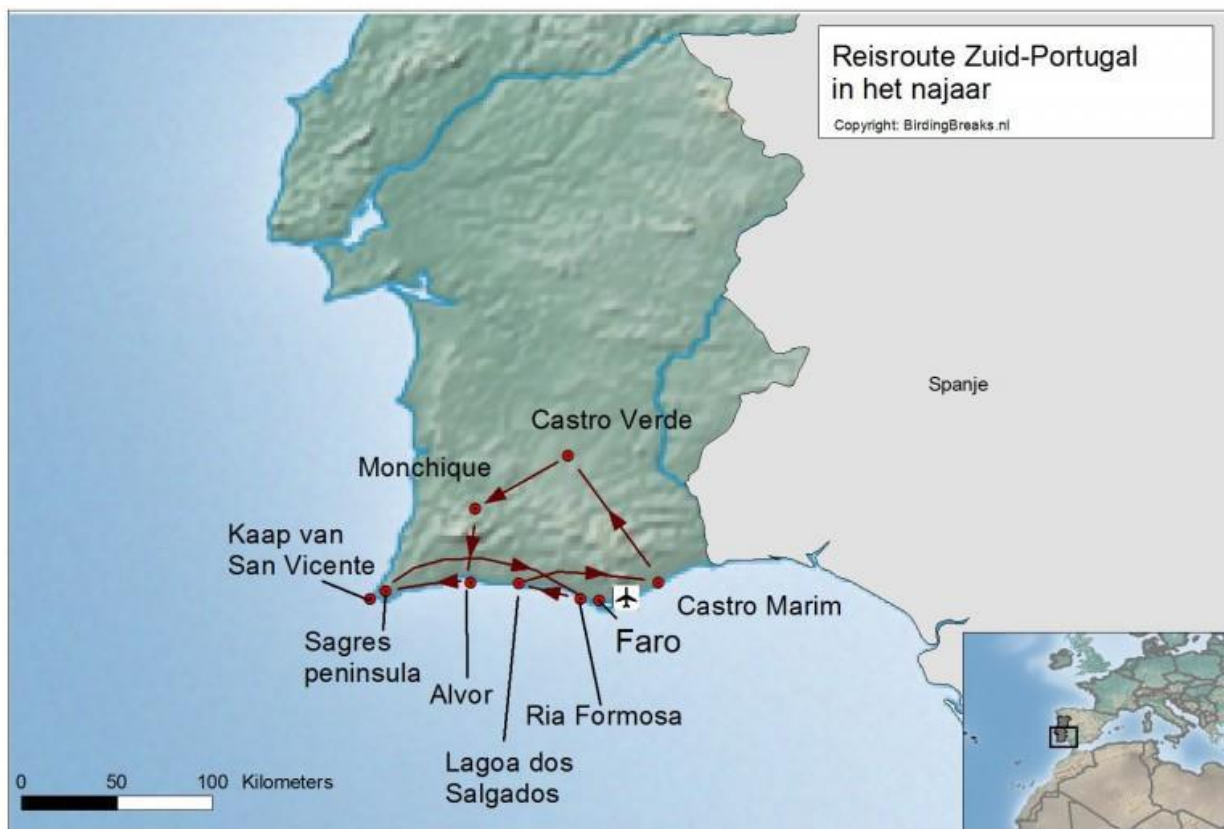 Reisroute Zuid-Portugal
in het najaar
Copyright: BirdingBreaks.nl
Spanje
Castro Verde
Monchique
Kaap van
San Vicente
Castro Marim
Sagres
peninsula
Faro
Alvor
Ria Formosa
Lagoa dos
Salgados
0 50 100 Kilometers